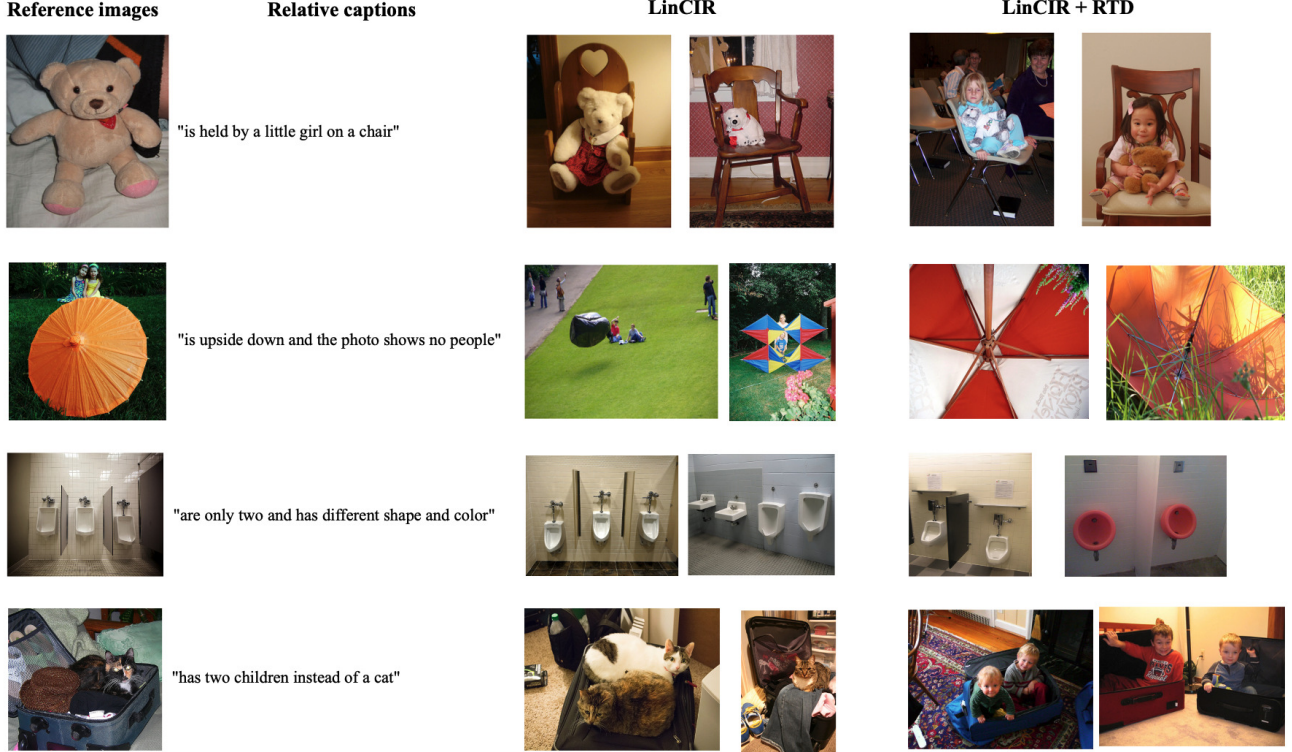 Reference images Relative captions LinCIR LinCIR + RTD
"is held by a little girl on a chair"
"is upside down and the photo shows no people"
"are only two and has different shape and color"
"has two children instead of a cat"